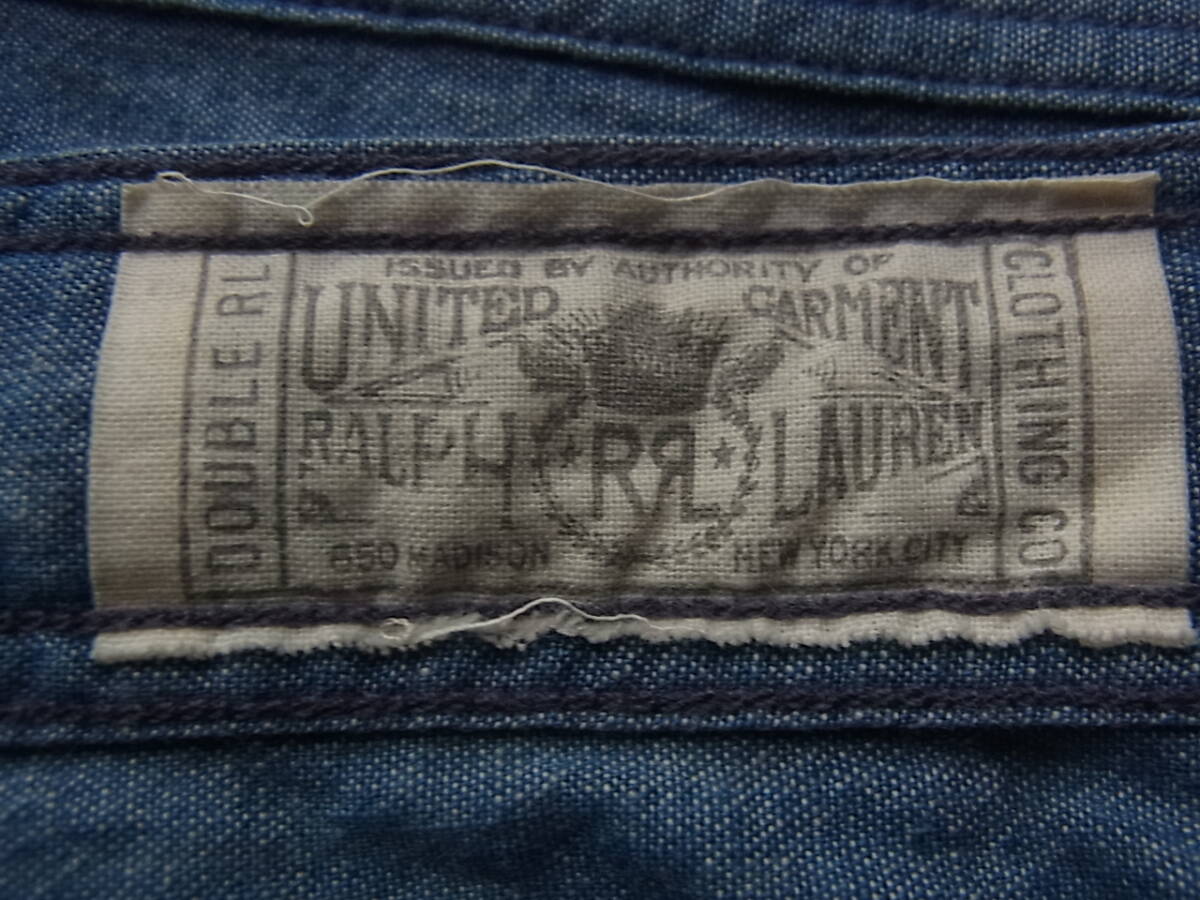 ISSUED BY AUTHORITY OF
UNITED GARMENT
RALPH RRL LAUREN
650 MADISON NEW YORK CITY
DOUBLE RL
CLOTHING CO